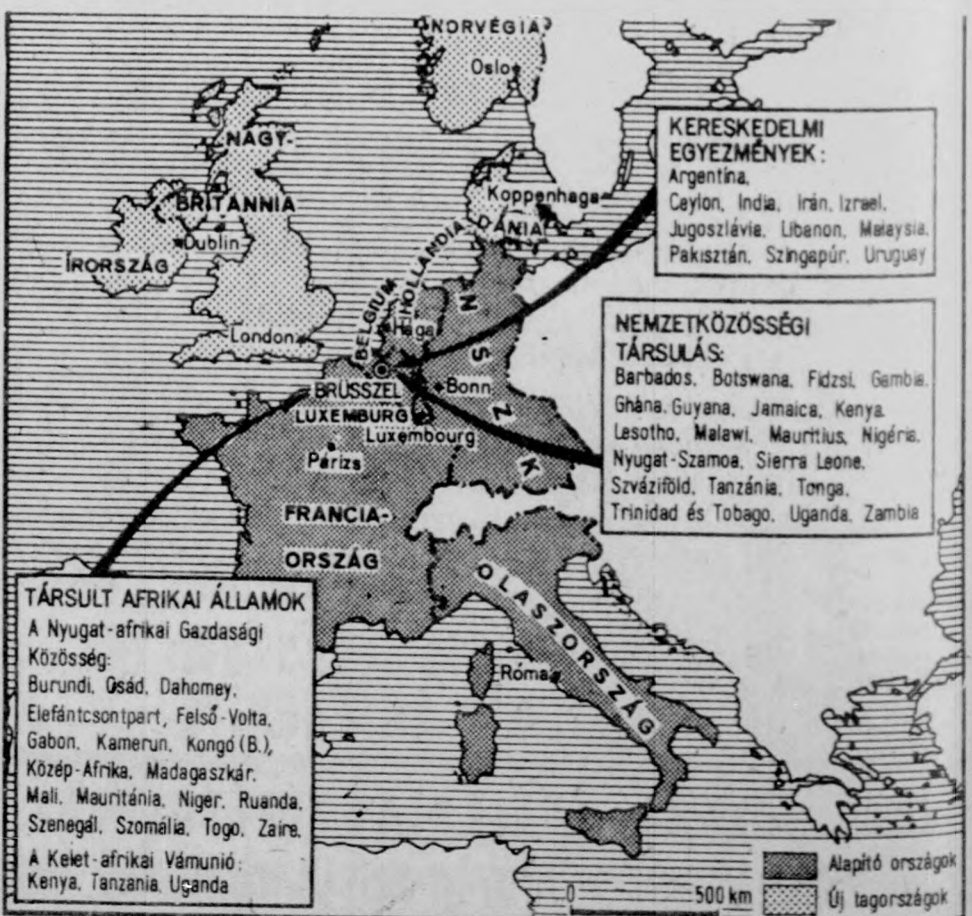 NORVÉGIA
Oslo
NAGY-
BRITANNIA
Dublin
ÍRORSZÁG
London
Koppenhága
DÁNIA
HOLLANDIA
BELGIUM
Hága
NSZK
BRÜSSZEL
Bonn
LUXEMBURG
Luxembourg
Párizs
FRANCIA-
ORSZÁG
OLASZORSZÁG
Róma
KERESKEDELMI
EGYEZMÉNYEK:
Argentína,
Ceylon, India, Irán, Izrael,
Jugoszlávia, Libanon, Malaysia,
Pakisztán, Szingapúr, Uruguay
NEMZETKÖZÖSSÉGI
TÁRSULÁS:
Barbados, Botswana, Fidzsi, Gambia,
Ghána, Guyana, Jamaica, Kenya,
Lesotho, Malawi, Mauritius, Nigéria,
Nyugat-Szamoa, Sierra Leone,
Szváziföld, Tanzánia, Tonga,
Trinidad és Tobago, Uganda, Zambia
TÁRSULT AFRIKAI ÁLLAMOK
A Nyugat-afrikai Gazdasági
Közösség:
Burundi, Csád, Dahomey,
Elefántcsontpart, Felső-Volta,
Gabon, Kamerun, Kongó (B.),
Közép-Afrika, Madagaszkár,
Mali, Mauritánia, Niger, Ruanda,
Szenegál, Szomália, Togo, Zaire,
A Kelet-afrikai Vámunió:
Kenya, Tanzania, Uganda
0 500 km
Alapító országok
Új tagországok